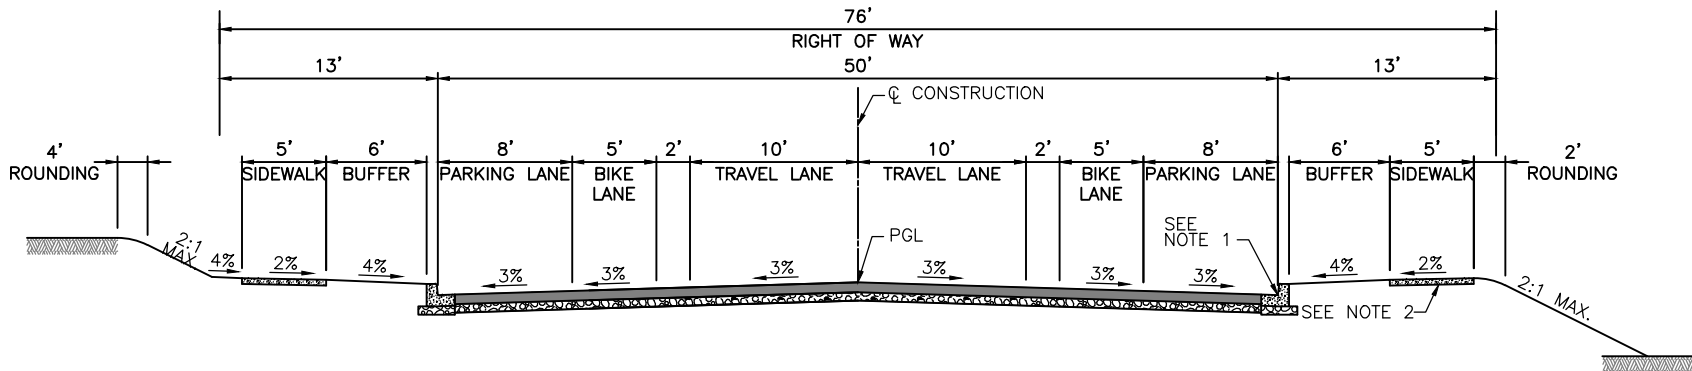 76'
RIGHT OF WAY
13'
50'
13'
℄ CONSTRUCTION
4'
ROUNDING
5'
SIDEWALK
6'
BUFFER
8'
PARKING LANE
5'
BIKE
LANE
2'
10'
TRAVEL LANE
10'
TRAVEL LANE
2'
5'
BIKE
LANE
8'
PARKING LANE
6'
BUFFER
5'
SIDEWALK
2'
ROUNDING
2:1
MAX.
4%
2%
4%
3%
3%
3%
PGL
3%
3%
3%
SEE
NOTE 1
4%
2%
SEE NOTE 2
2:1 MAX.